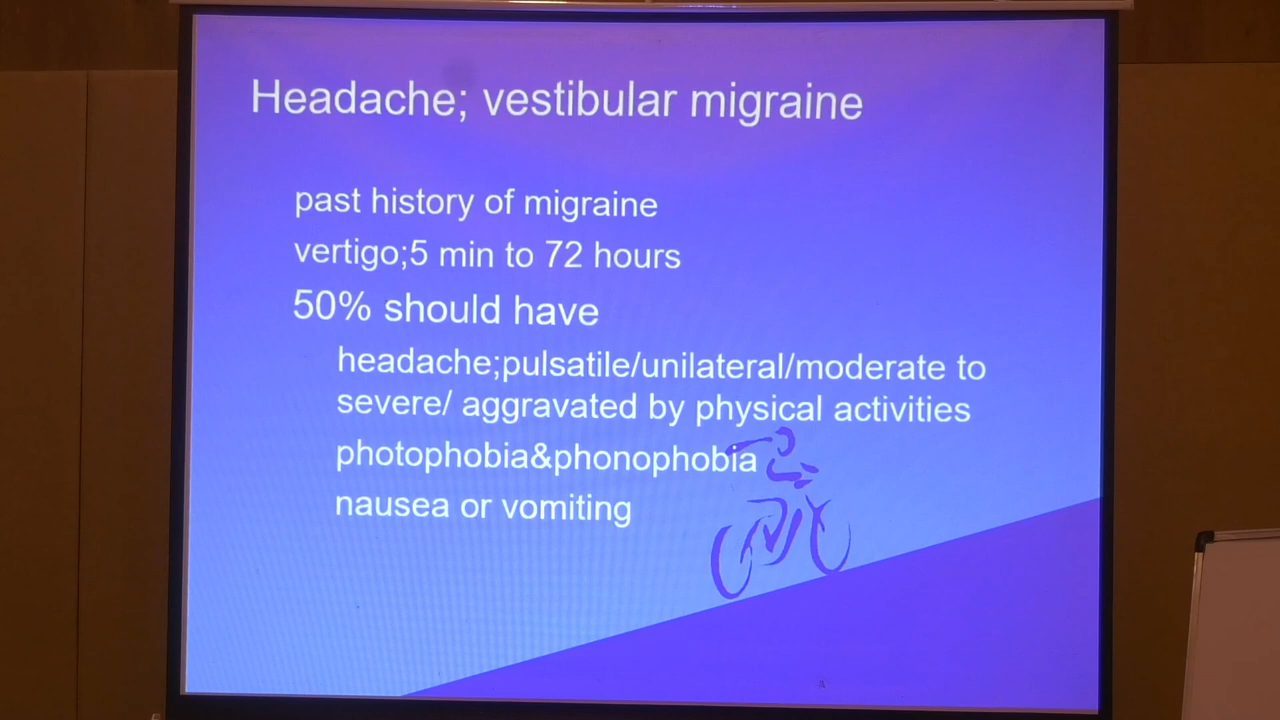 Headache; vestibular migraine
past history of migraine
vertigo;5 min to 72 hours
50% should have
headache;pulsatile/unilateral/moderate to
severe/ aggravated by physical activities
photophobia&phonophobia
nausea or vomiting